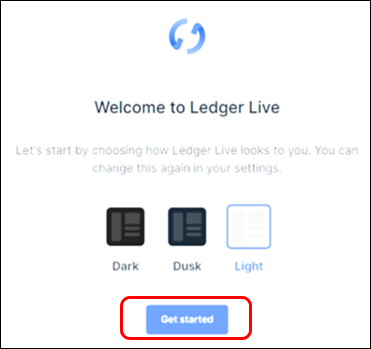 Welcome to Ledger Live
Let's start by choosing how Ledger Live looks to you. You can
change this again in your settings.
Dark
Dusk
Light
Get started